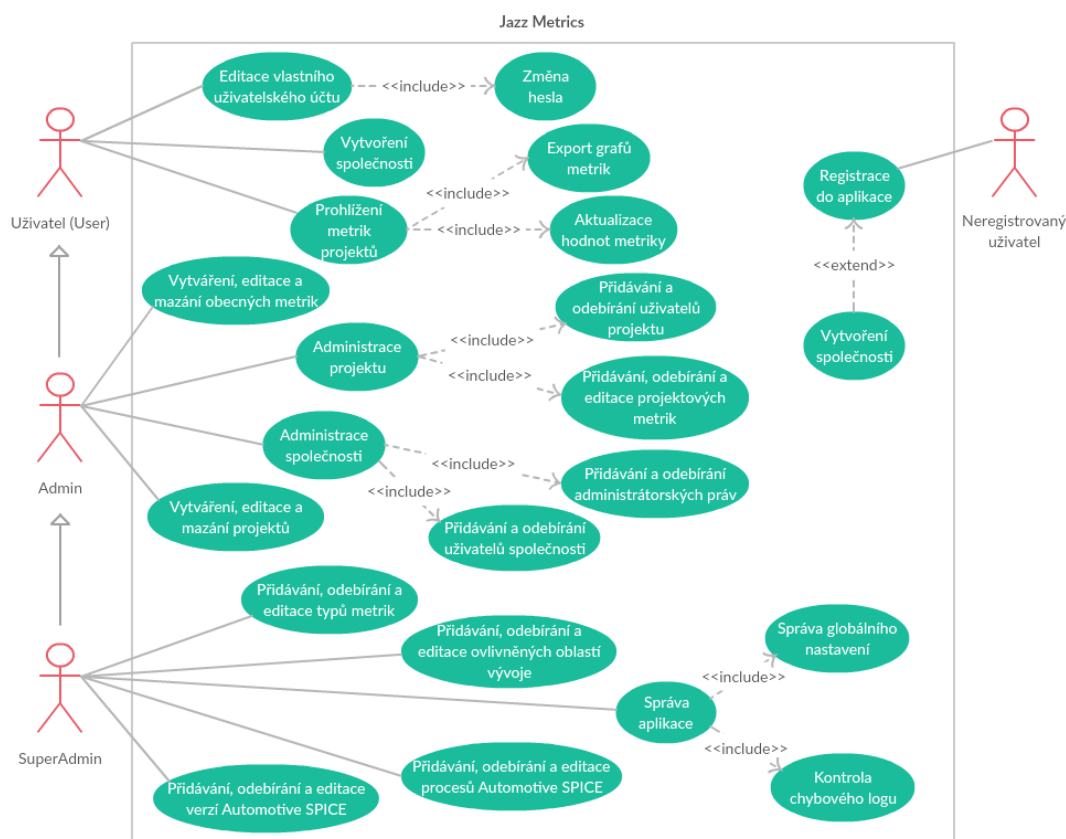 Jazz Metrics
Editace vlastního
uživatelského účtu
<<include>>
Změna
hesla
Vytvoření
společnosti
Export grafů
metrik
<<include>>
Prohlížení
metrik
projektů
<<include>>
Aktualizace
hodnot metriky
Uživatel (User)
Registrace
do aplikace
Neregistrovaný
uživatel
<<extend>>
Vytvoření
společnosti
Vytváření, editace a
mazání obecných metrik
Přidávání a
odebírání uživatelů
projektu
<<include>>
Administrace
projektu
<<include>>
Přidávání, odebírání a
editace projektových
metrik
Administrace
společnosti
<<include>>
Přidávání a odebírání
administrátorských práv
<<include>>
Admin
Vytváření, editace a
mazání projektů
Přidávání a odebírání
uživatelů společnosti
Přidávání, odebírání a
editace typů metrik
Přidávání, odebírání a
editace ovlivněných oblastí
vývoje
Správa globálního
nastavení
<<include>>
Správa
aplikace
<<include>>
SuperAdmin
Přidávání, odebírání a editace
verzí Automotive SPICE
Přidávání, odebírání a editace
procesů Automotive SPICE
Kontrola
chybového logu